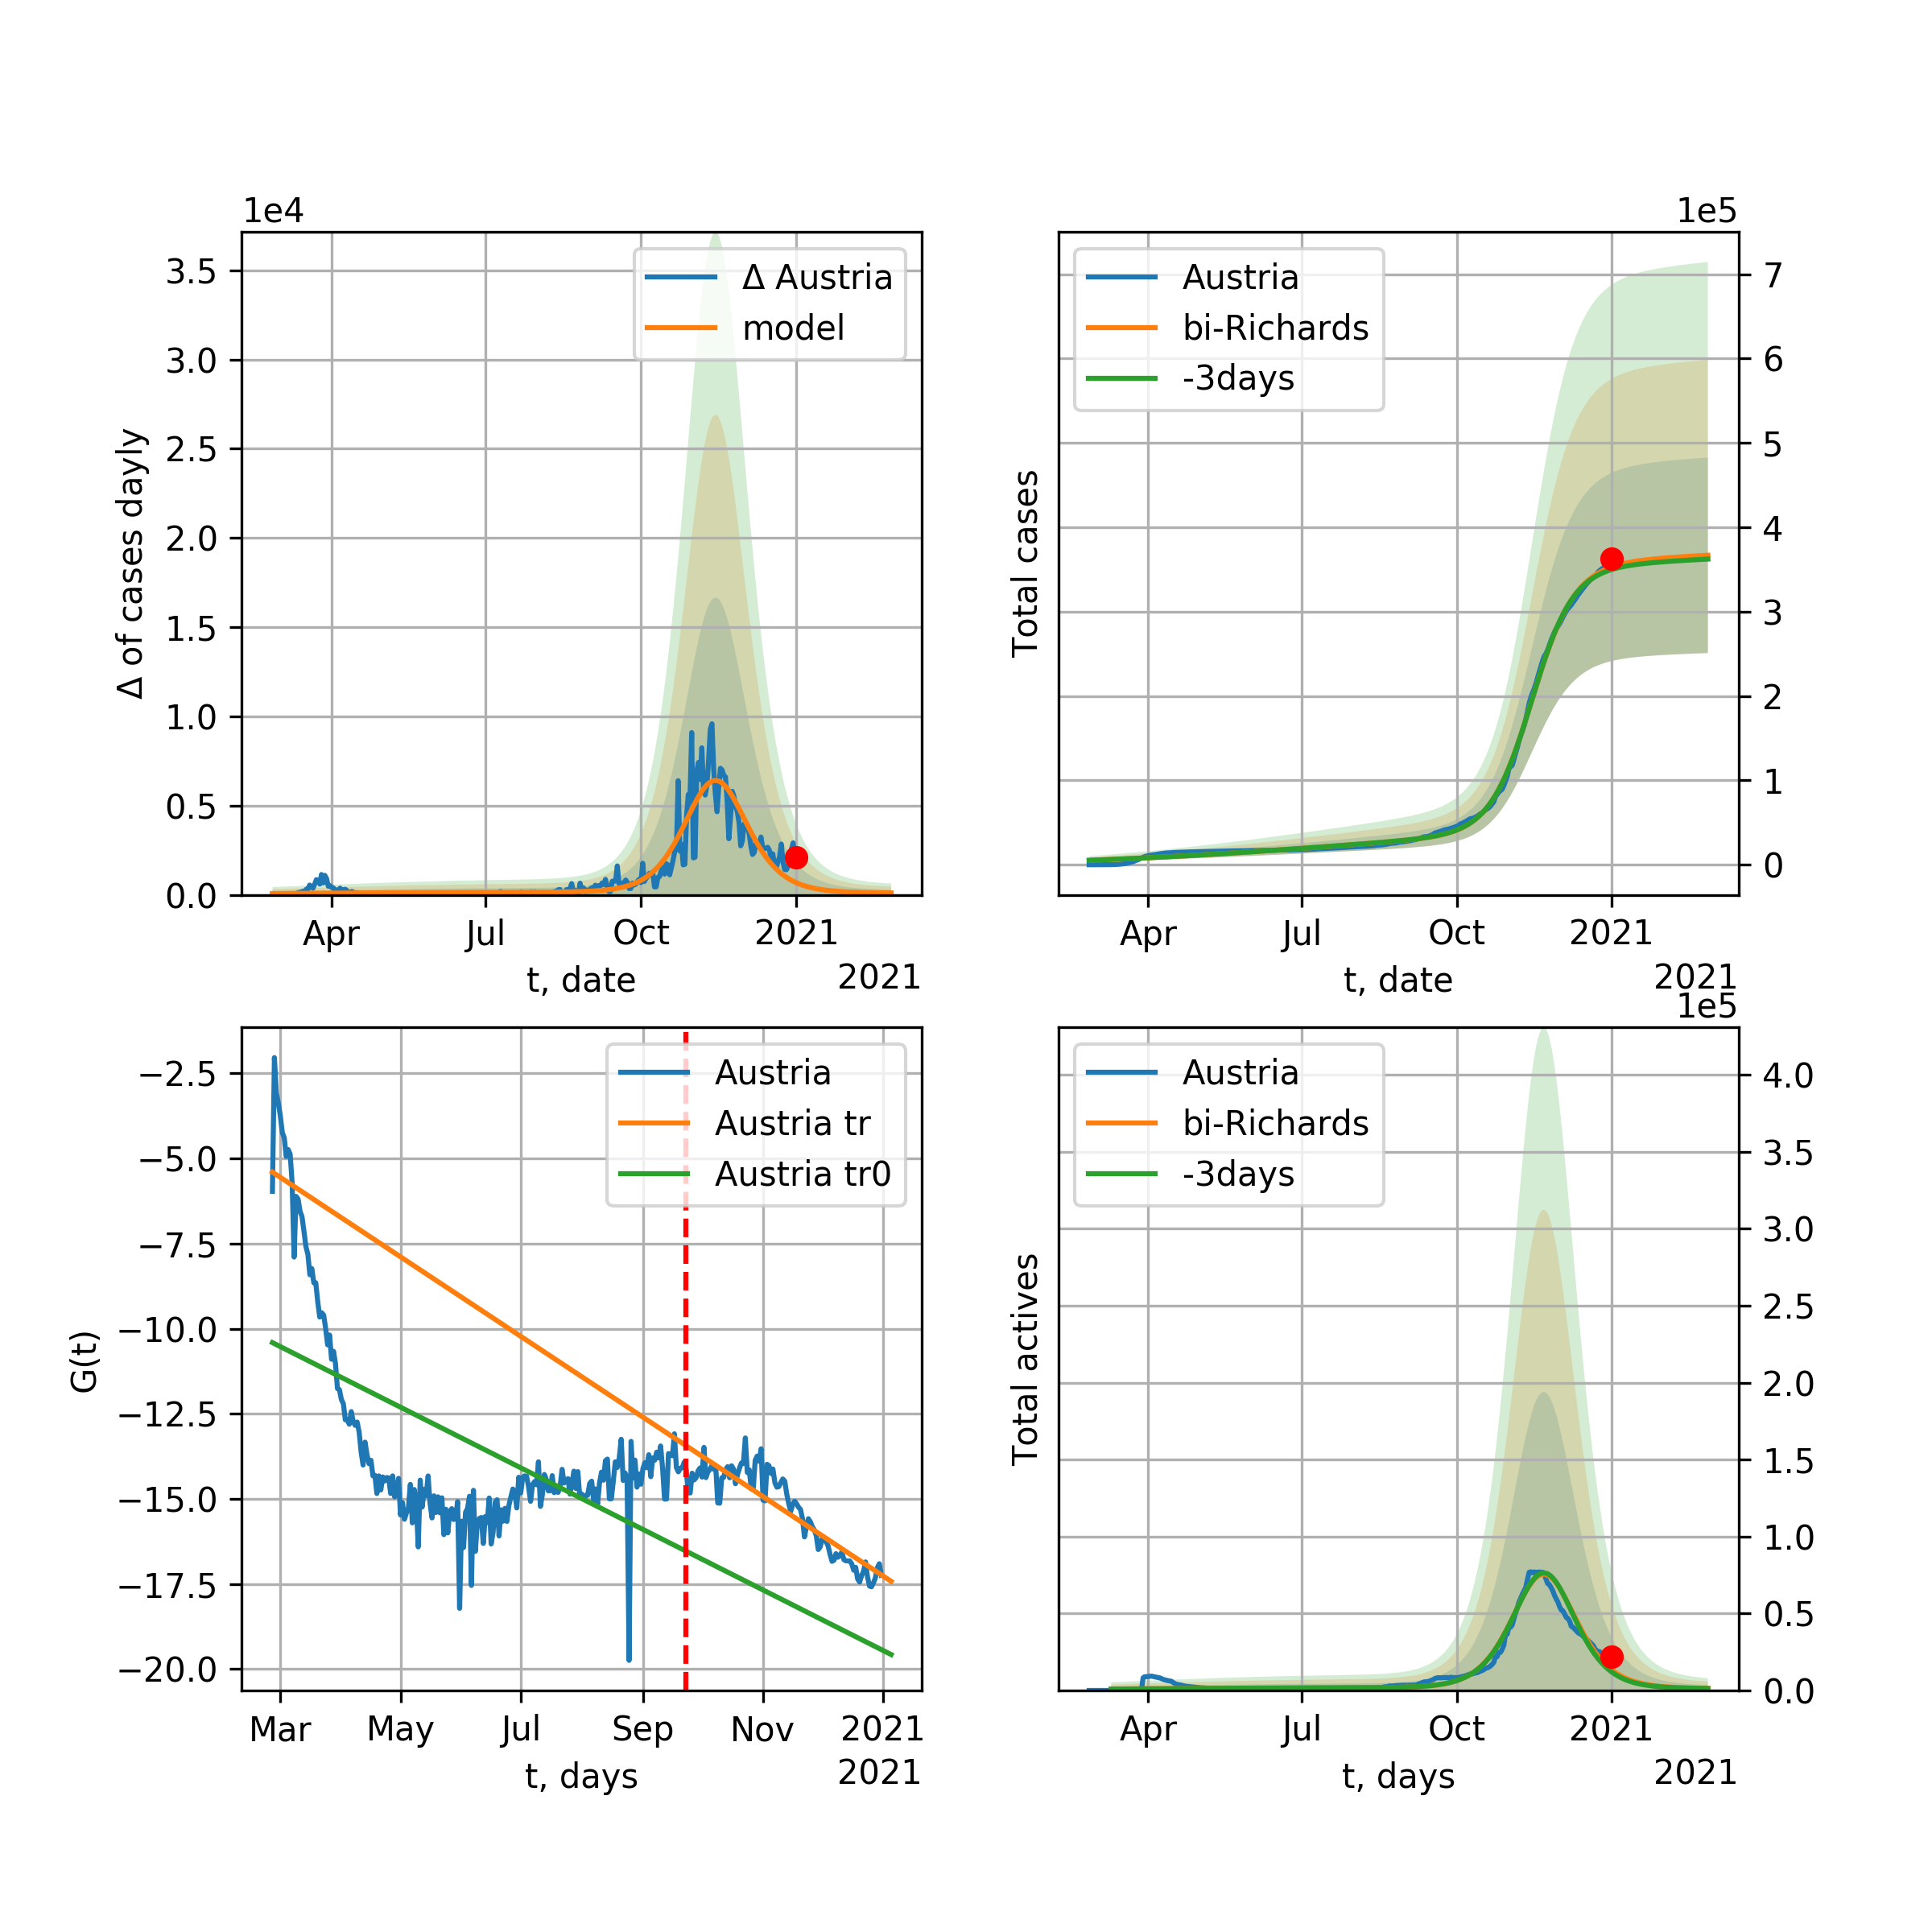 1e4
3.5
3.0
2.5
2.0
1.5
1.0
0.5
0.0
Δ of cases dayly
Δ Austria
model
Apr Jul Oct 2021
t, date
2021
1e5
7
6
5
4
3
2
1
0
Total cases
Austria
bi-Richards
-3days
Apr Jul Oct 2021
t, date
2021
−2.5
−5.0
−7.5
−10.0
−12.5
−15.0
−17.5
−20.0
G(t)
Austria
Austria tr
Austria tr0
Mar May Jul Sep Nov 2021
t, days
2021
1e5
4.0
3.5
3.0
2.5
2.0
1.5
1.0
0.5
0.0
Total actives
Austria
bi-Richards
-3days
Apr Jul Oct 2021
t, days
2021